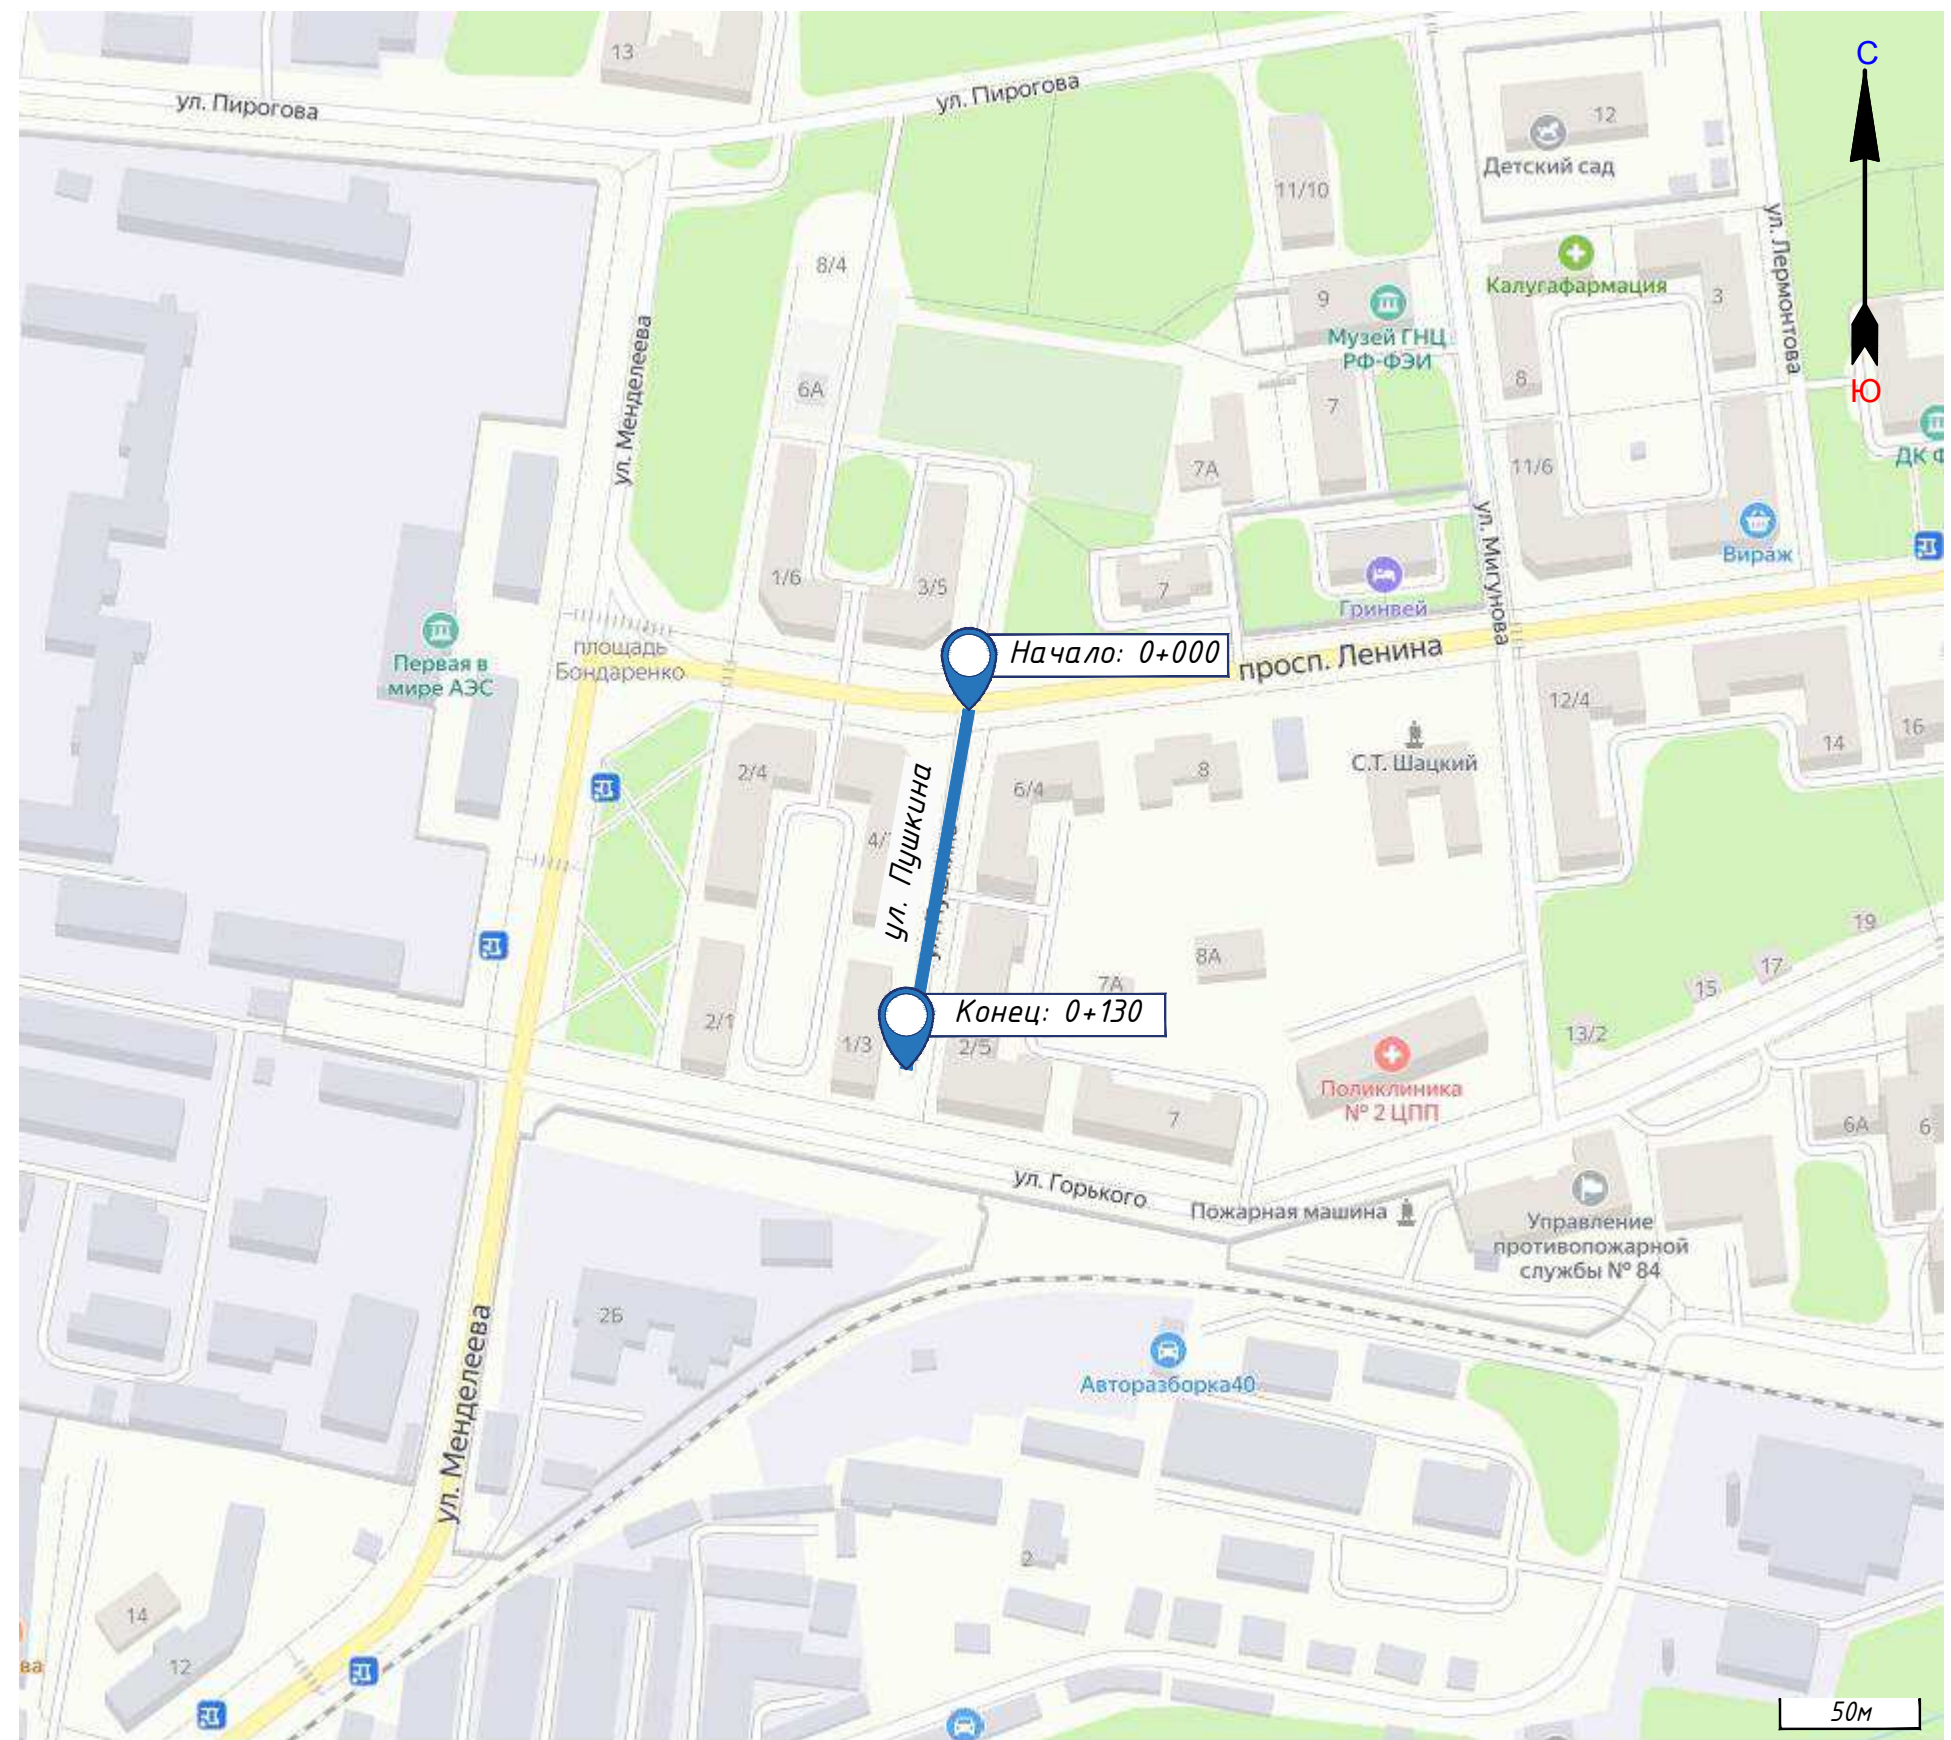 13
С
ул. Пирогова
ул. Пирогова
12
Детский сад
11/10
ул. Лермонтова
8/4
Калугафармация
9
3
Музей ГНЦ
РФ-ФЭИ
ул. Менделеева
6А
8
Ю
7
7А
11/6
ДК Ф
ул. Мигунова
Вираж
1/6
3/5
7
Гринвей
площадь
Бондаренко
Первая в
мире АЭС
Начало: 0+000
просп. Ленина
12/4
16
14
С.Т. Шацкий
2/4
8
6/4
ул. Пушкина
4/
19
8А
17
7А
15
2/1
Конец: 0+130
1/3
2/5
13/2
Поликлиника
№ 2 ЦПП
7
6А
6
ул. Горького
Пожарная машина
Управление
противопожарной
службы № 84
2Б
ул. Менделеева
Авторазборка40
2
14
12
ва
50м